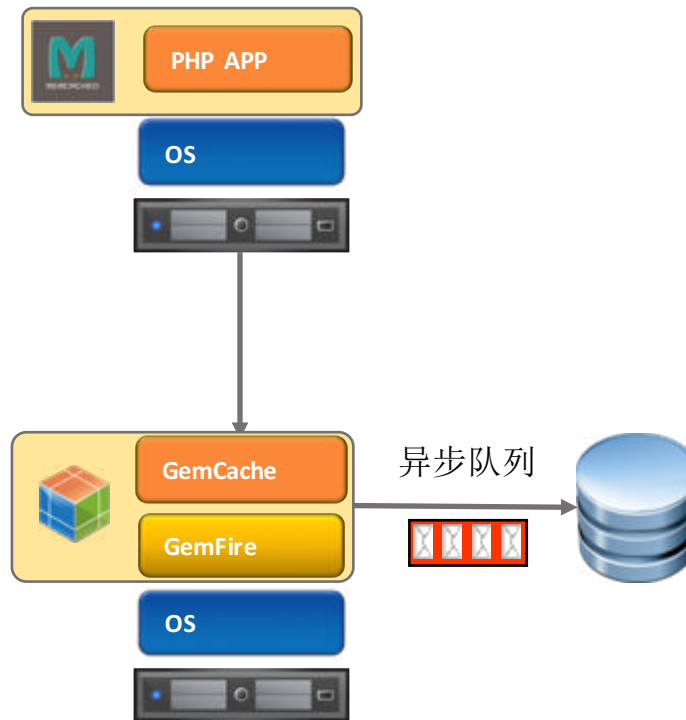 PHP APP
OS
GemCache
异步队列
GemFire
OS